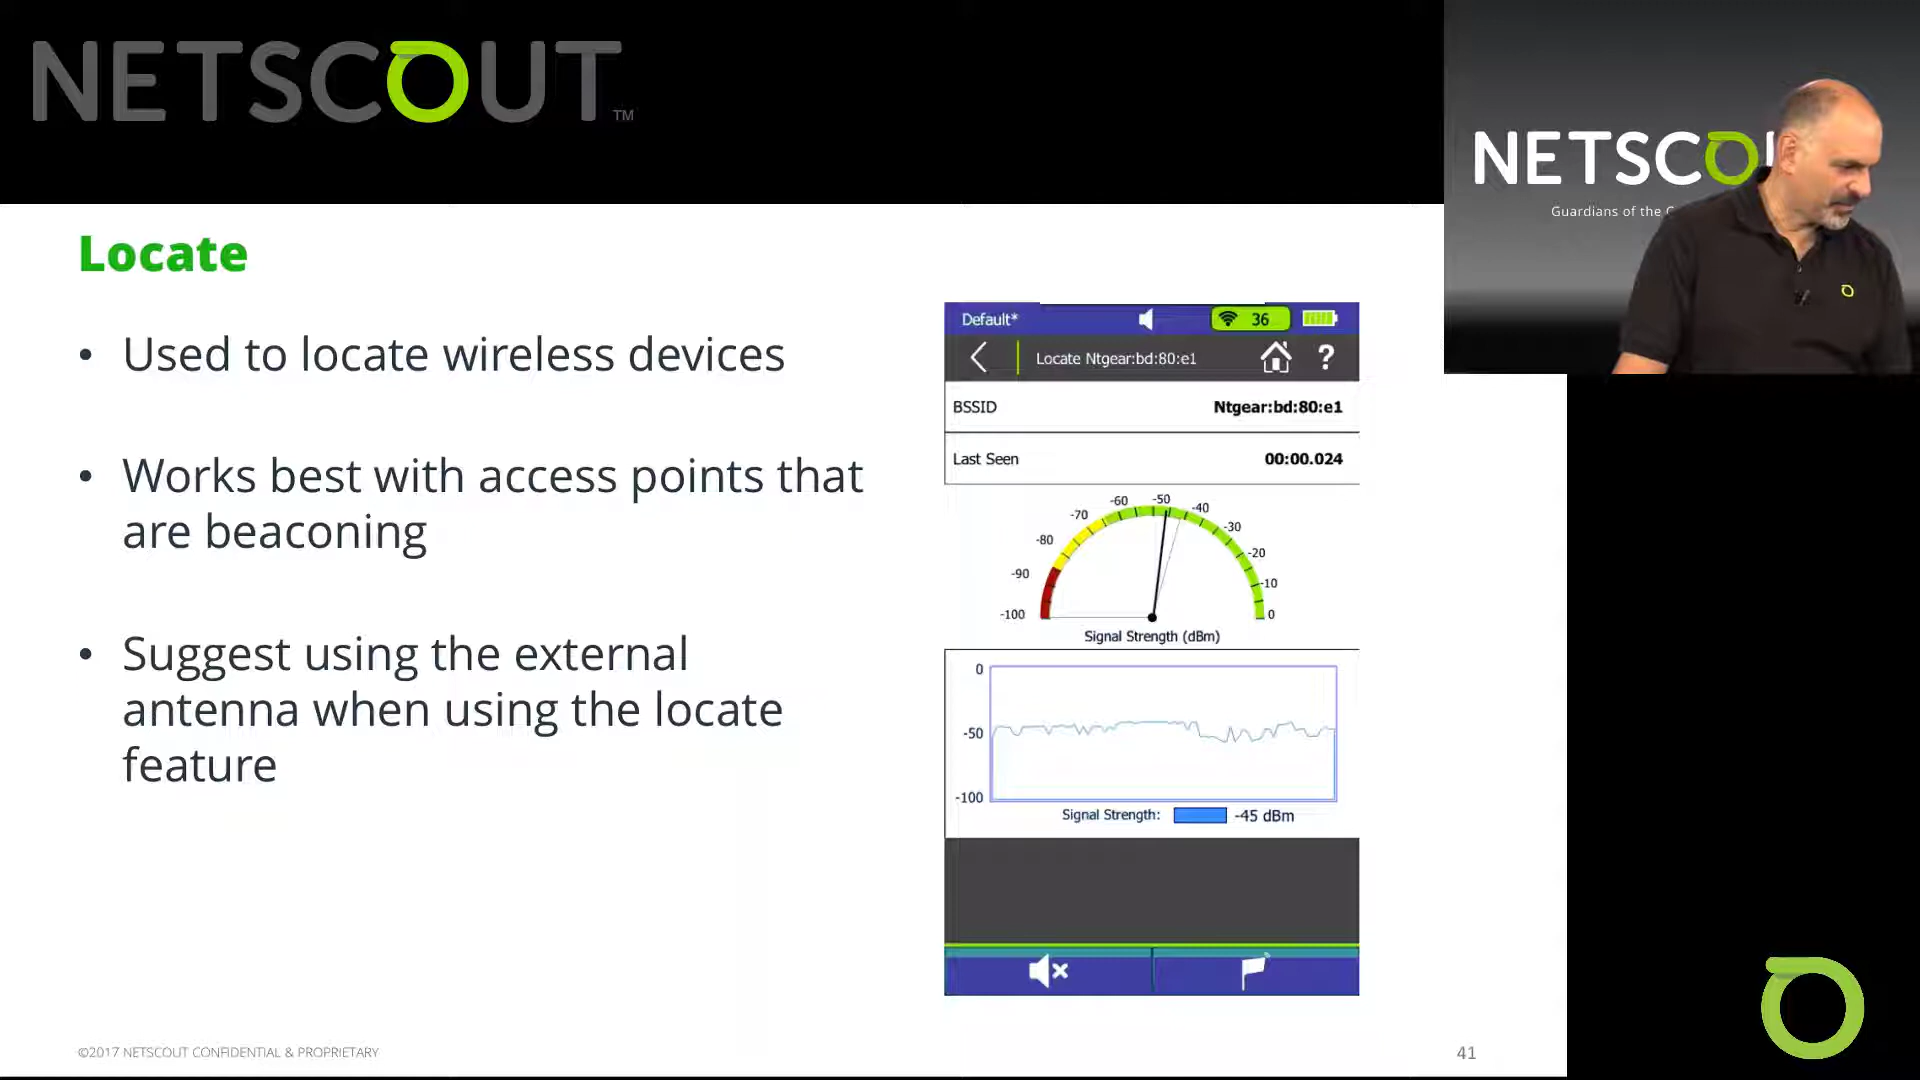 NETSCOUT
TM
NETSCO
Guardians of the
Locate
• Used to locate wireless devices
• Works best with access points that
are beaconing
• Suggest using the external
antenna when using the locate
feature
Default*
36
Locate Ntgear:bd:80:e1
?
BSSID
Ntgear:bd:80:e1
Last Seen
00:00.024
-100
-90
-80
-70
-60
-50
-40
-30
-20
-10
0
Signal Strength (dBm)
0
-50
-100
Signal Strength: -45 dBm
©2017 NETSCOUT CONFIDENTIAL & PROPRIETARY
41